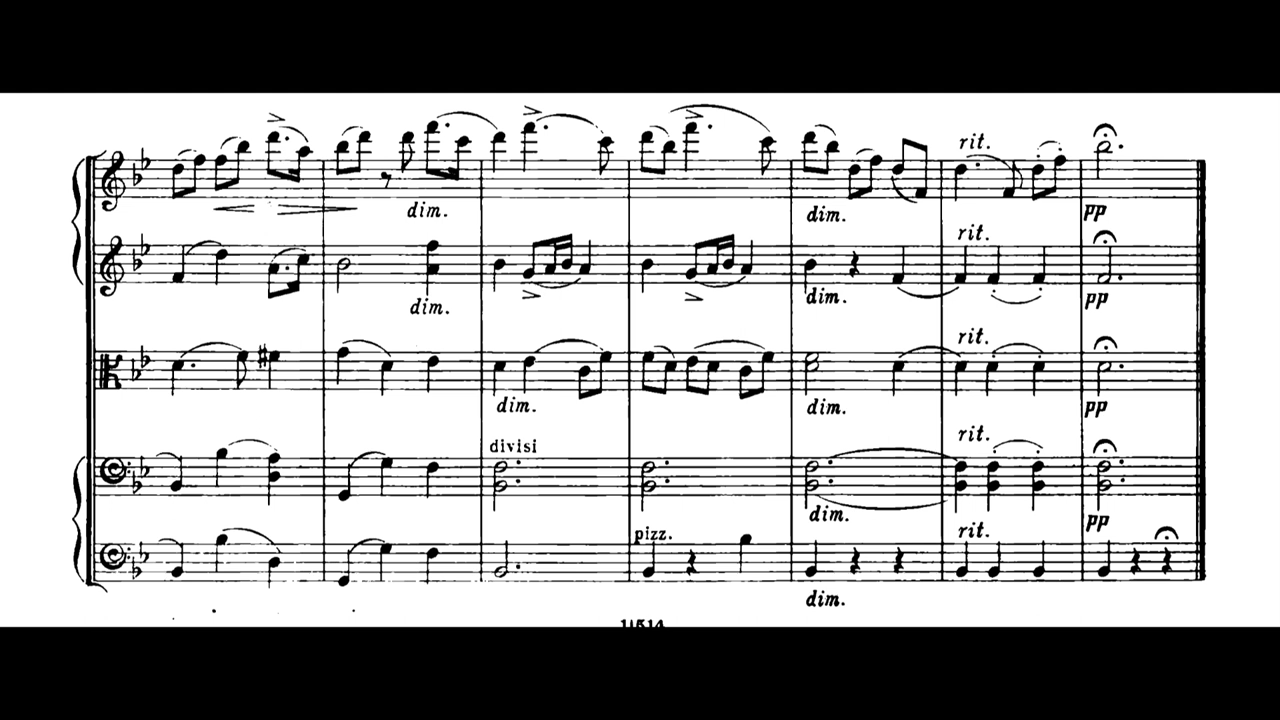 dim.
dim.
rit.
pp
rit.
dim.
dim.
pp
rit.
dim.
dim.
pp
rit.
divisi
dim.
pp
rit.
pizz.
dim.
11514